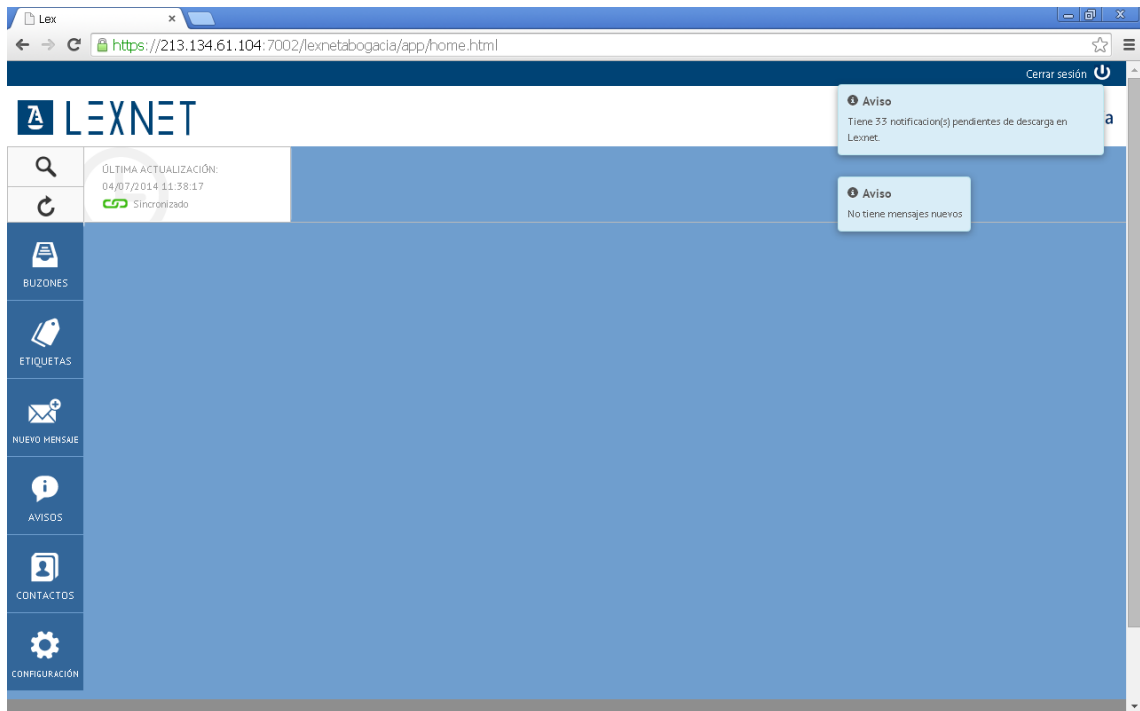 Lex
https://213.134.61.104:7002/lexnetabogacia/app/home.html
Cerrar sesión
LEXNET
a
Aviso
Tiene 33 notificacion(s) pendientes de descarga en
Lexnet.
ÚLTIMA ACTUALIZACIÓN:
04/07/2014 11:38:17
Sincronizado
Aviso
No tiene mensajes nuevos
BUZONES
ETIQUETAS
NUEVO MENSAJE
AVISOS
CONTACTOS
CONFIGURACIÓN